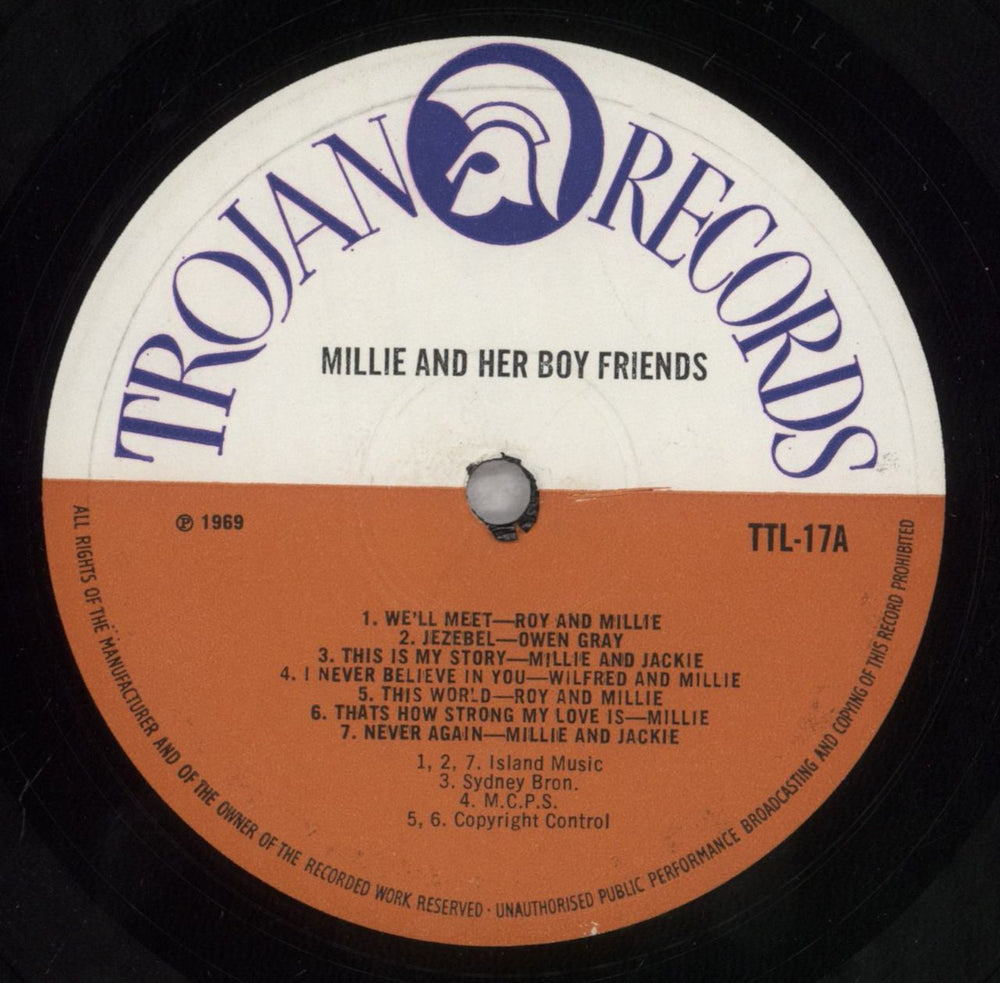 TROJAN RECORDS
MILLIE AND HER BOY FRIENDS
℗ 1969
TTL-17A
1. WE'LL MEET—ROY AND MILLIE
2. JEZEBEL—OWEN GRAY
3. THIS IS MY STORY—MILLIE AND JACKIE
4. I NEVER BELIEVE IN YOU—WILFRED AND MILLIE
5. THIS WORLD—ROY AND MILLIE
6. THATS HOW STRONG MY LOVE IS—MILLIE
7. NEVER AGAIN—MILLIE AND JACKIE
1, 2, 7. Island Music
3. Sydney Bron.
4. M.C.P.S.
5, 6. Copyright Control
ALL RIGHTS OF THE MANUFACTURER AND OF THE OWNER OF THE RECORDED WORK RESERVED · UNAUTHORISED PUBLIC PERFORMANCE BROADCASTING AND COPYING OF THIS RECORD PROHIBITED